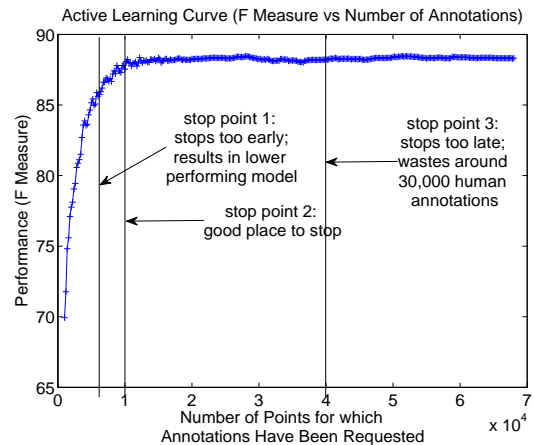 Active Learning Curve (F Measure vs Number of Annotations)
90
85
80
75
70
65
Performance (F Measure)
stop point 1:
stops too early;
results in lower
performing model
stop point 2:
good place to stop
stop point 3:
stops too late;
wastes around
30,000 human
annotations
0 1 2 3 4 5 6 7
x 10^4
Number of Points for which
Annotations Have Been Requested